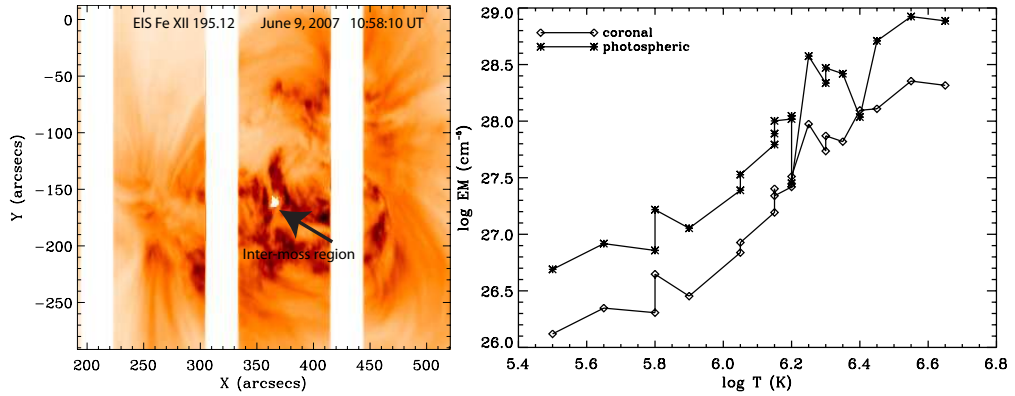 EIS Fe XII 195.12 June 9, 2007 10:58:10 UT
0
−50
−100
−150
−200
−250
Y (arcsecs)
Inter-moss region
200 250 300 350 400 450 500
X (arcsecs)
29.0
28.5
28.0
27.5
27.0
26.5
26.0
log EM (cm⁻⁵)
coronal
photospheric
5.4 5.6 5.8 6.0 6.2 6.4 6.6 6.8
log T (K)